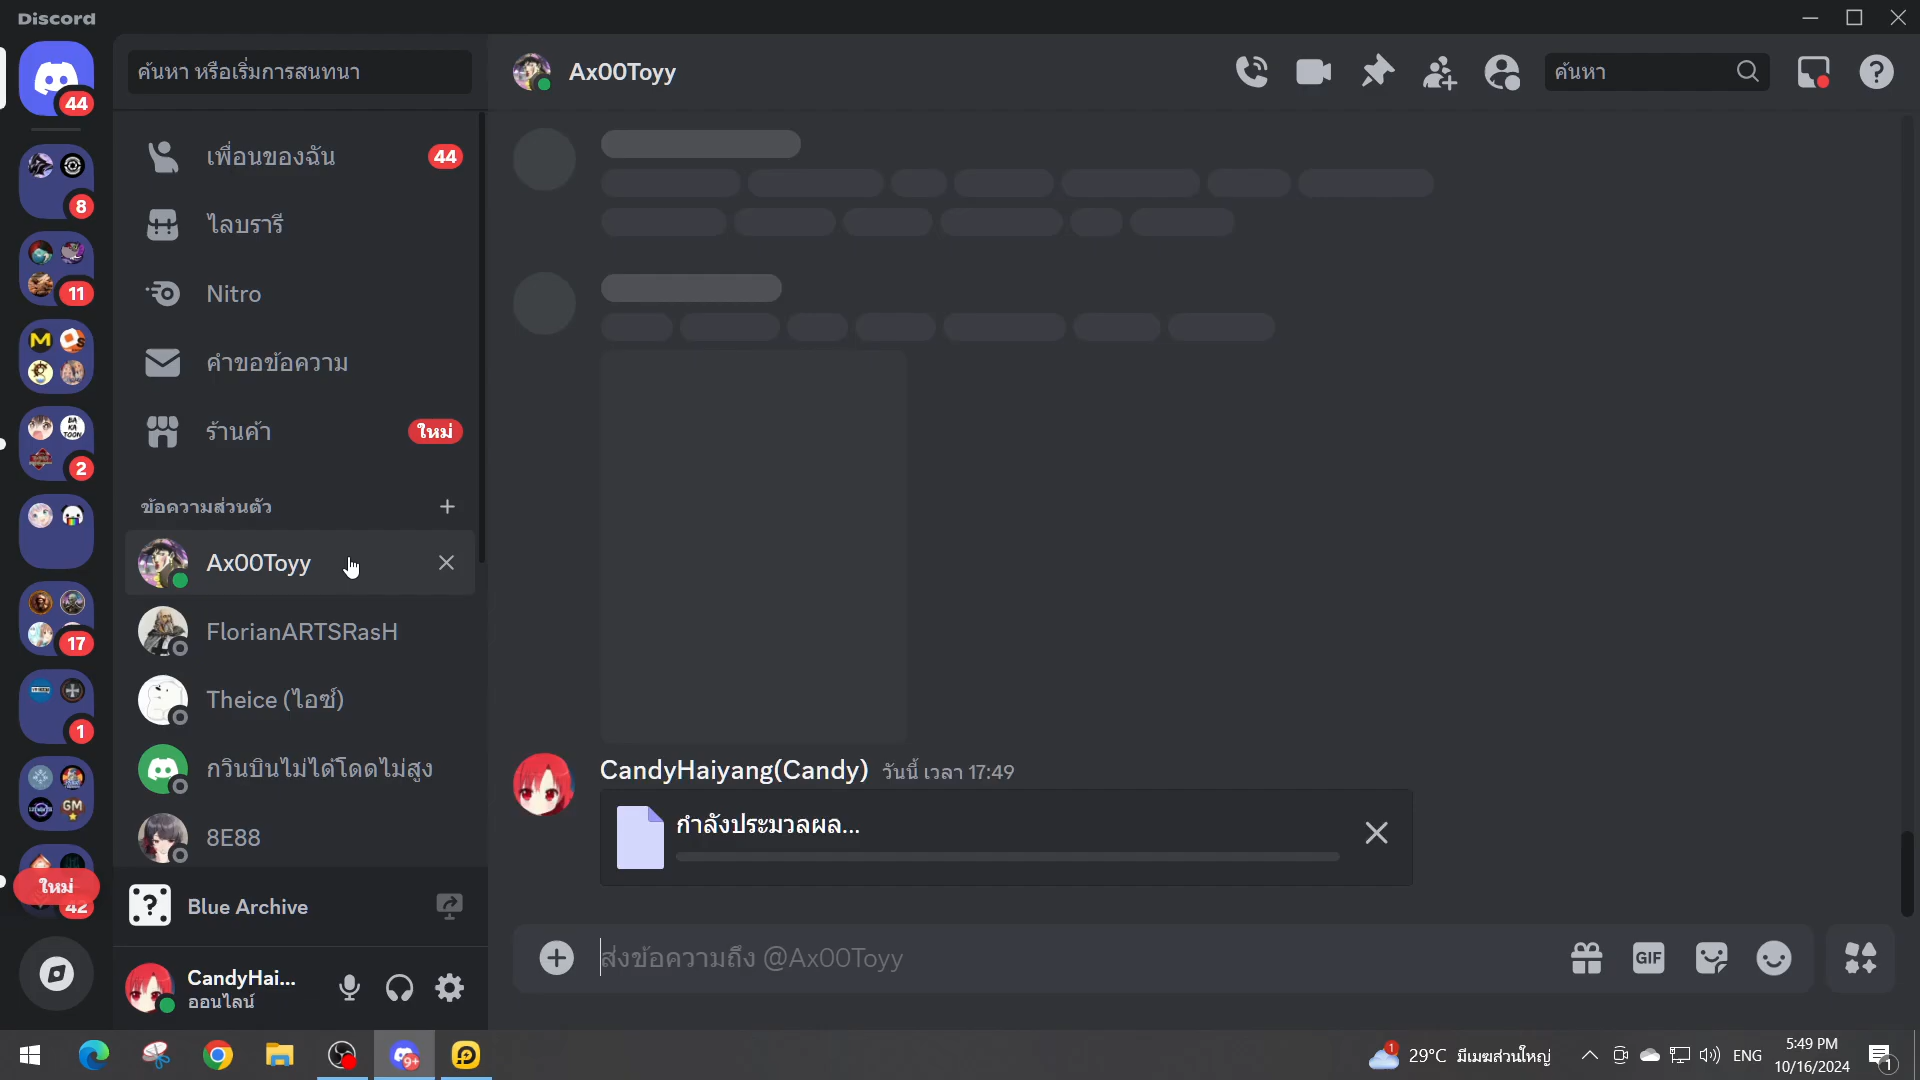 Discord
44
8
11
2
17
1
ใหม่
42
ค้นหา หรือเริ่มการสนทนา
เพื่อนของฉัน
44
ไลบรารี
Nitro
คำขอข้อความ
ร้านค้า
ใหม่
ข้อความส่วนตัว
Ax00Toyy
FlorianARTSRasH
Theice (ไอซ์)
กวินบินไม่ได้โดดไม่สูง
8E88
Blue Archive
CandyHai...
ออนไลน์
Ax00Toyy
ค้นหา
CandyHaiyang(Candy) วันนี้ เวลา 17:49
กำลังประมวลผล...
ส่งข้อความถึง @Ax00Toyy
GIF
9+
1
29°C มีเมฆส่วนใหญ่
ENG
5:49 PM
10/16/2024
1